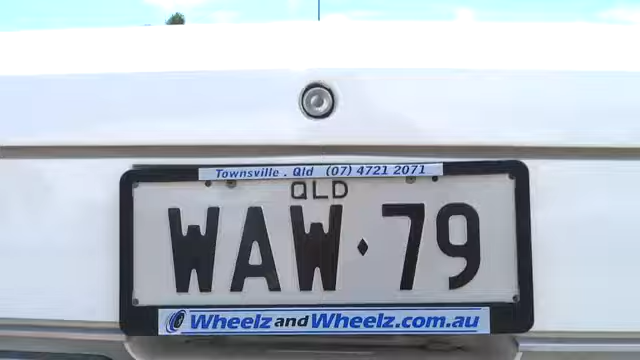 Townsville . Qld (07) 4721 2071
QLD
WAW♦79
WheelzandWheelz.com.au